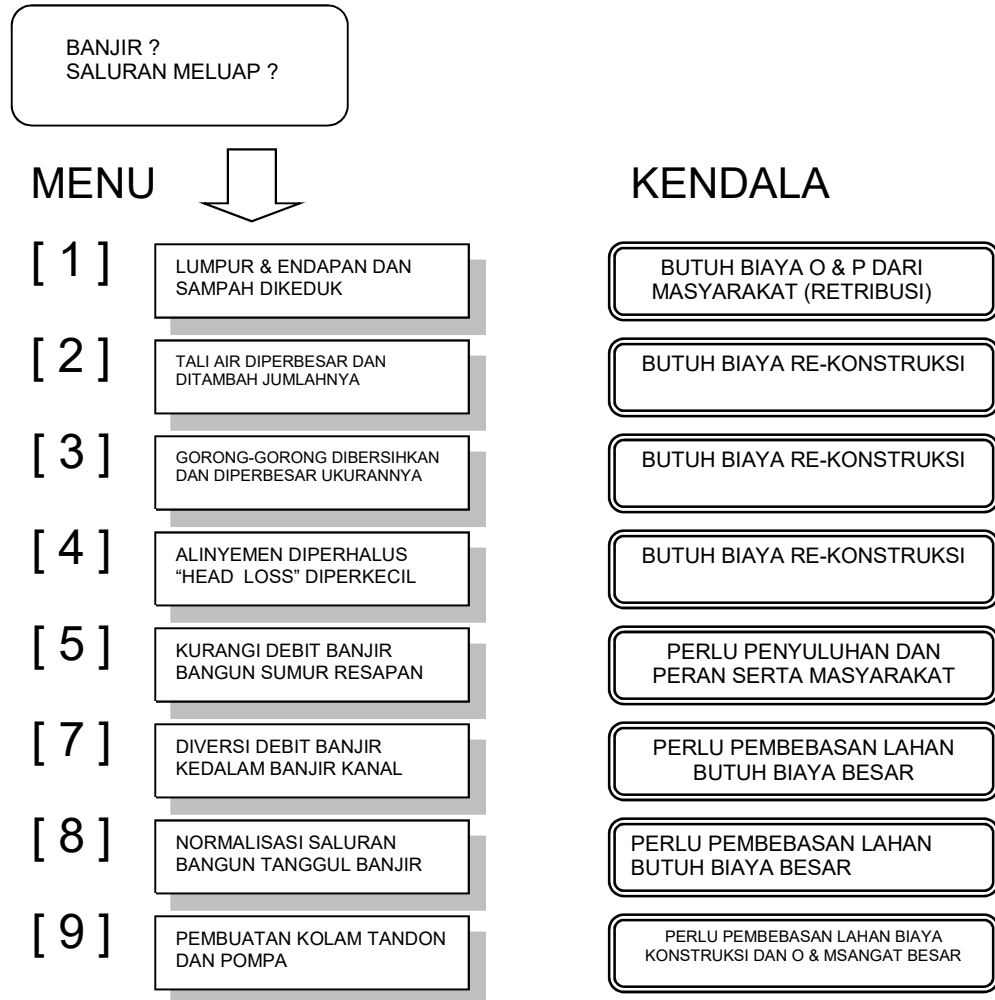 BANJIR ?
SALURAN MELUAP ?
MENU
KENDALA
[ 1 ]
LUMPUR & ENDAPAN DAN
SAMPAH DIKEDUK
BUTUH BIAYA O & P DARI
MASYARAKAT (RETRIBUSI)
[ 2 ]
TALI AIR DIPERBESAR DAN
DITAMBAH JUMLAHNYA
BUTUH BIAYA RE-KONSTRUKSI
[ 3 ]
GORONG-GORONG DIBERSIHKAN
DAN DIPERBESAR UKURANNYA
BUTUH BIAYA RE-KONSTRUKSI
[ 4 ]
ALINYEMEN DIPERHALUS
“HEAD LOSS” DIPERKECIL
BUTUH BIAYA RE-KONSTRUKSI
[ 5 ]
KURANGI DEBIT BANJIR
BANGUN SUMUR RESAPAN
PERLU PENYULUHAN DAN
PERAN SERTA MASYARAKAT
[ 7 ]
DIVERSI DEBIT BANJIR
KEDALAM BANJIR KANAL
PERLU PEMBEBASAN LAHAN
BUTUH BIAYA BESAR
[ 8 ]
NORMALISASI SALURAN
BANGUN TANGGUL BANJIR
PERLU PEMBEBASAN LAHAN
BUTUH BIAYA BESAR
[ 9 ]
PEMBUATAN KOLAM TANDON
DAN POMPA
PERLU PEMBEBASAN LAHAN BIAYA
KONSTRUKSI DAN O & MSANGAT BESAR